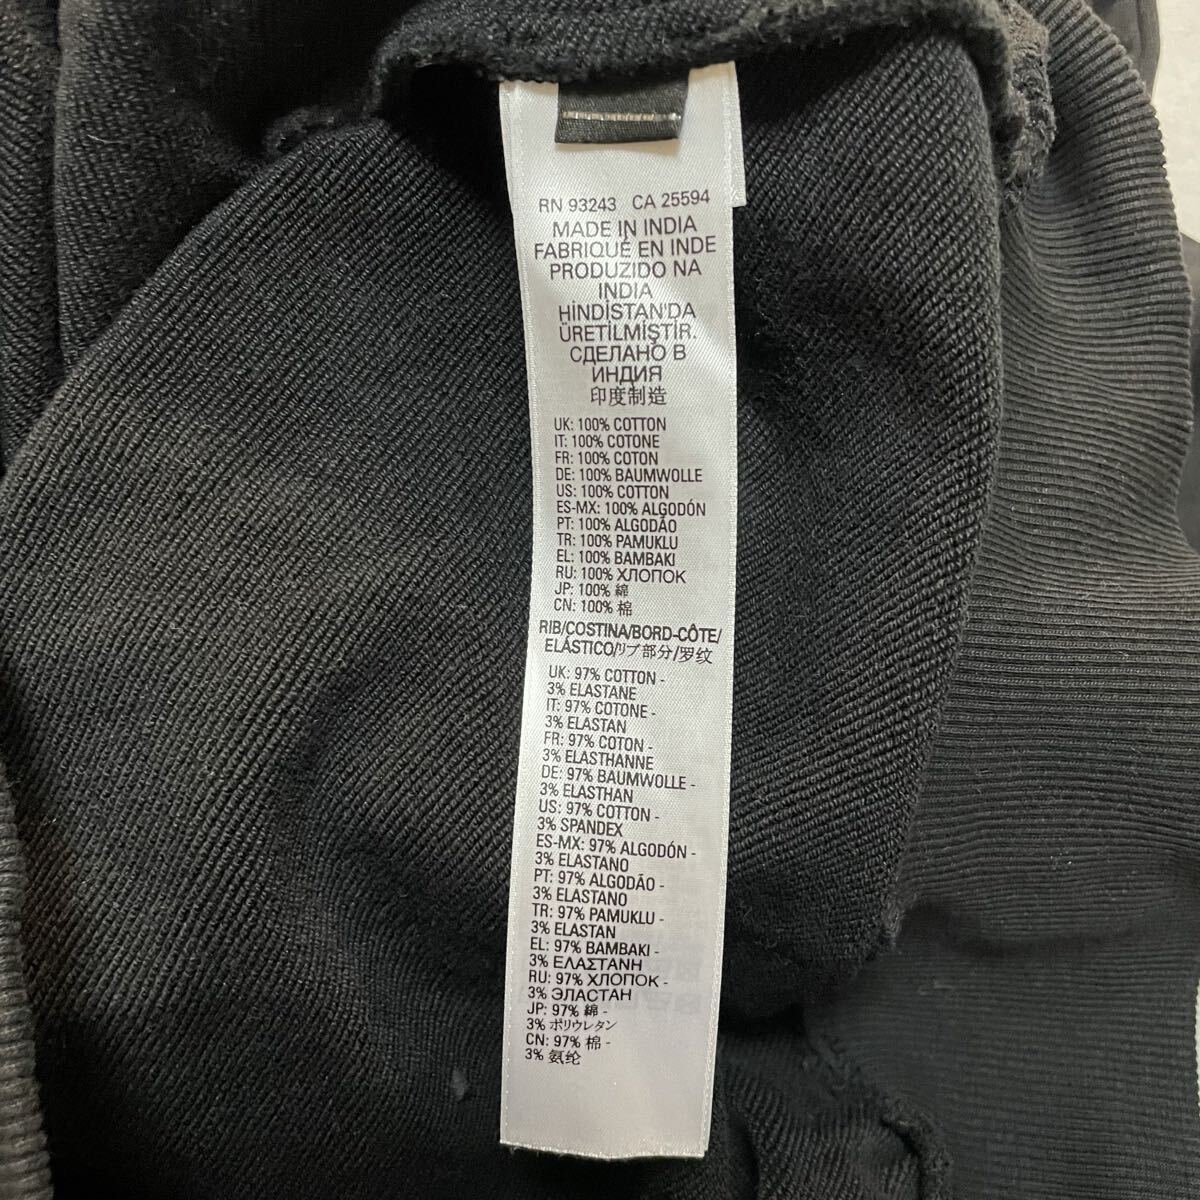 RN 93243 CA 25594
MADE IN INDIA
FABRIQUÉ EN INDE
PRODUZIDO NA
INDIA
HİNDİSTAN'DA
ÜRETİLMİŞTİR.
СДЕЛАНО В
ИНДИЯ
印度制造
UK: 100% COTTON
IT: 100% COTONE
FR: 100% COTON
DE: 100% BAUMWOLLE
US: 100% COTTON
ES-MX: 100% ALGODÓN
PT: 100% ALGODÃO
TR: 100% PAMUKLU
EL: 100% BAMBAKI
RU: 100% ХЛОПОК
JP: 100% 綿
CN: 100% 棉
RIB/COSTINA/BORD-CÔTE/
ELÁSTICO/リブ部分/罗纹
UK: 97% COTTON -
3% ELASTANE
IT: 97% COTONE -
3% ELASTAN
FR: 97% COTON -
3% ELASTHANNE
DE: 97% BAUMWOLLE -
3% ELASTHAN
US: 97% COTTON -
3% SPANDEX
ES-MX: 97% ALGODÓN -
3% ELASTANO
PT: 97% ALGODÃO -
3% ELASTANO
TR: 97% PAMUKLU -
3% ELASTAN
EL: 97% BAMBAKI -
3% ΕΛΑΣΤΑΝΗ
RU: 97% ХЛОПОК -
3% ЭЛАСТАН
JP: 97% 綿 -
3% ポリウレタン
CN: 97% 棉 -
3% 氨纶